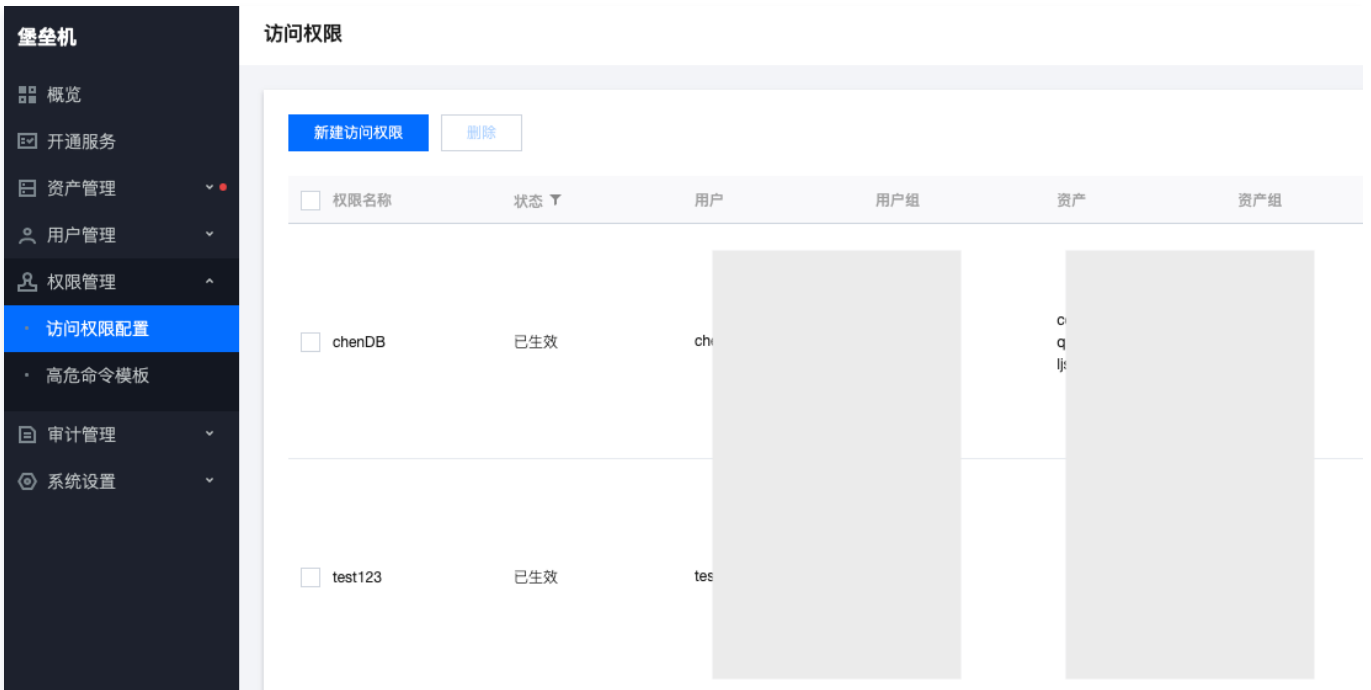 堡垒机
概览
开通服务
资产管理
用户管理
权限管理
访问权限配置
高危命令模板
审计管理
系统设置
访问权限
新建访问权限 删除
权限名称 状态 用户 用户组 资产 资产组
chenDB 已生效
test123 已生效